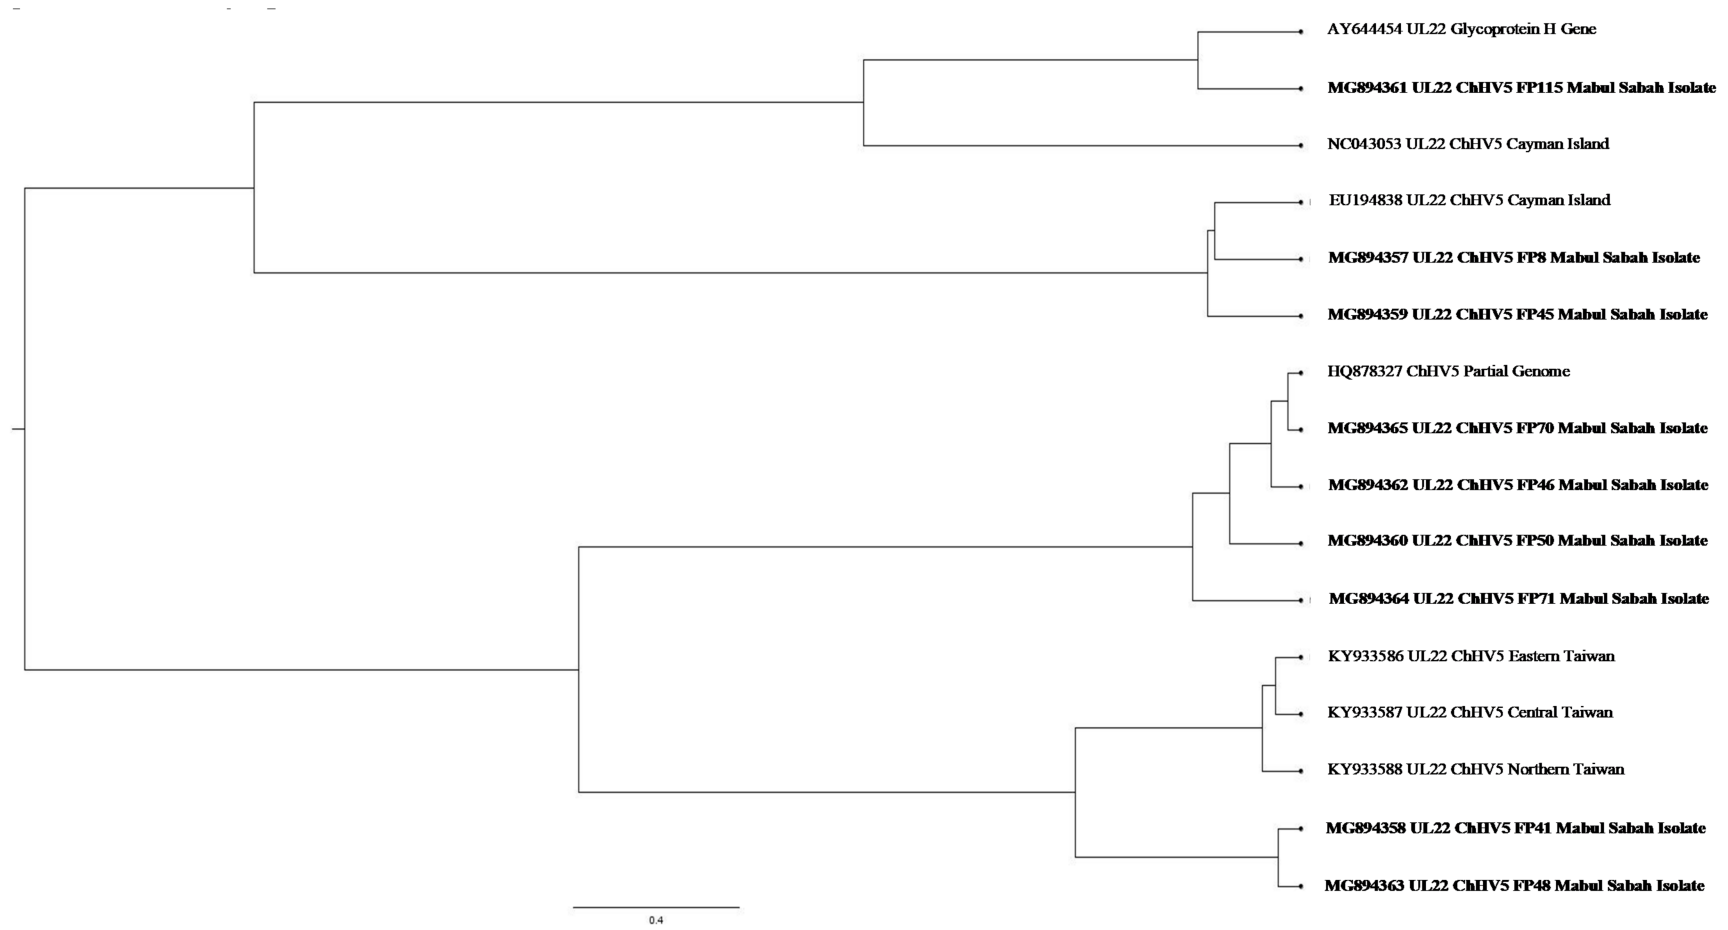 AY644454 UL22 Glycoprotein H Gene
MG894361 UL22 ChHV5 FP115 Mabul Sabah Isolate
NC043053 UL22 ChHV5 Cayman Island
EU194838 UL22 ChHV5 Cayman Island
MG894357 UL22 ChHV5 FP8 Mabul Sabah Isolate
MG894359 UL22 ChHV5 FP45 Mabul Sabah Isolate
HQ878327 ChHV5 Partial Genome
MG894365 UL22 ChHV5 FP70 Mabul Sabah Isolate
MG894362 UL22 ChHV5 FP46 Mabul Sabah Isolate
MG894360 UL22 ChHV5 FP50 Mabul Sabah Isolate
MG894364 UL22 ChHV5 FP71 Mabul Sabah Isolate
KY933586 UL22 ChHV5 Eastern Taiwan
KY933587 UL22 ChHV5 Central Taiwan
KY933588 UL22 ChHV5 Northern Taiwan
MG894358 UL22 ChHV5 FP41 Mabul Sabah Isolate
MG894363 UL22 ChHV5 FP48 Mabul Sabah Isolate
0.4